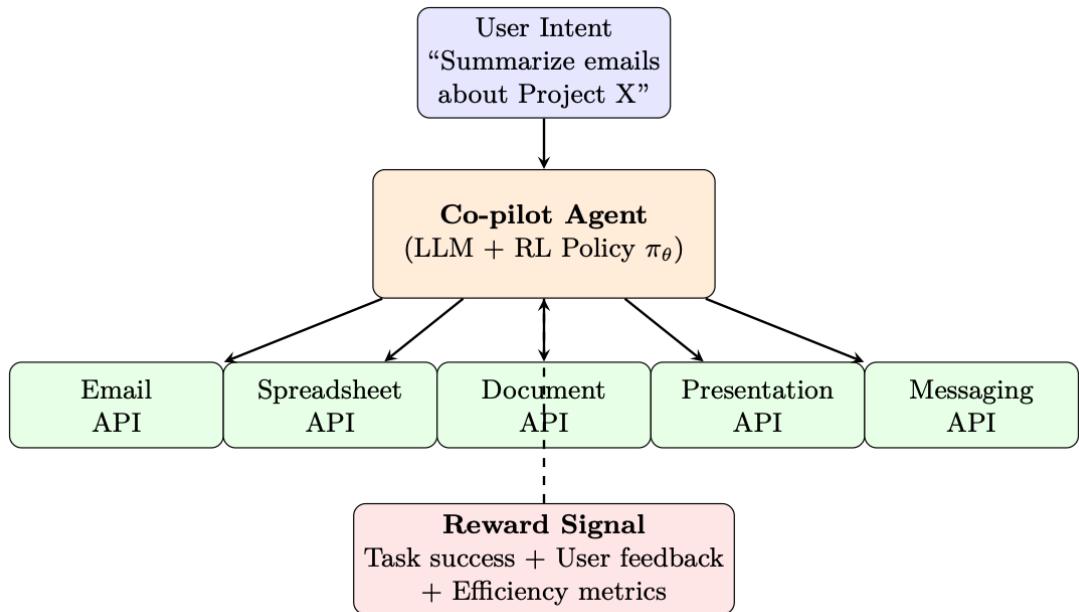 User Intent
“Summarize emails
about Project X”
Co-pilot Agent
(LLM + RL Policy πθ)
Email
API
Spreadsheet
API
Document
API
Presentation
API
Messaging
API
Reward Signal
Task success + User feedback
+ Efficiency metrics